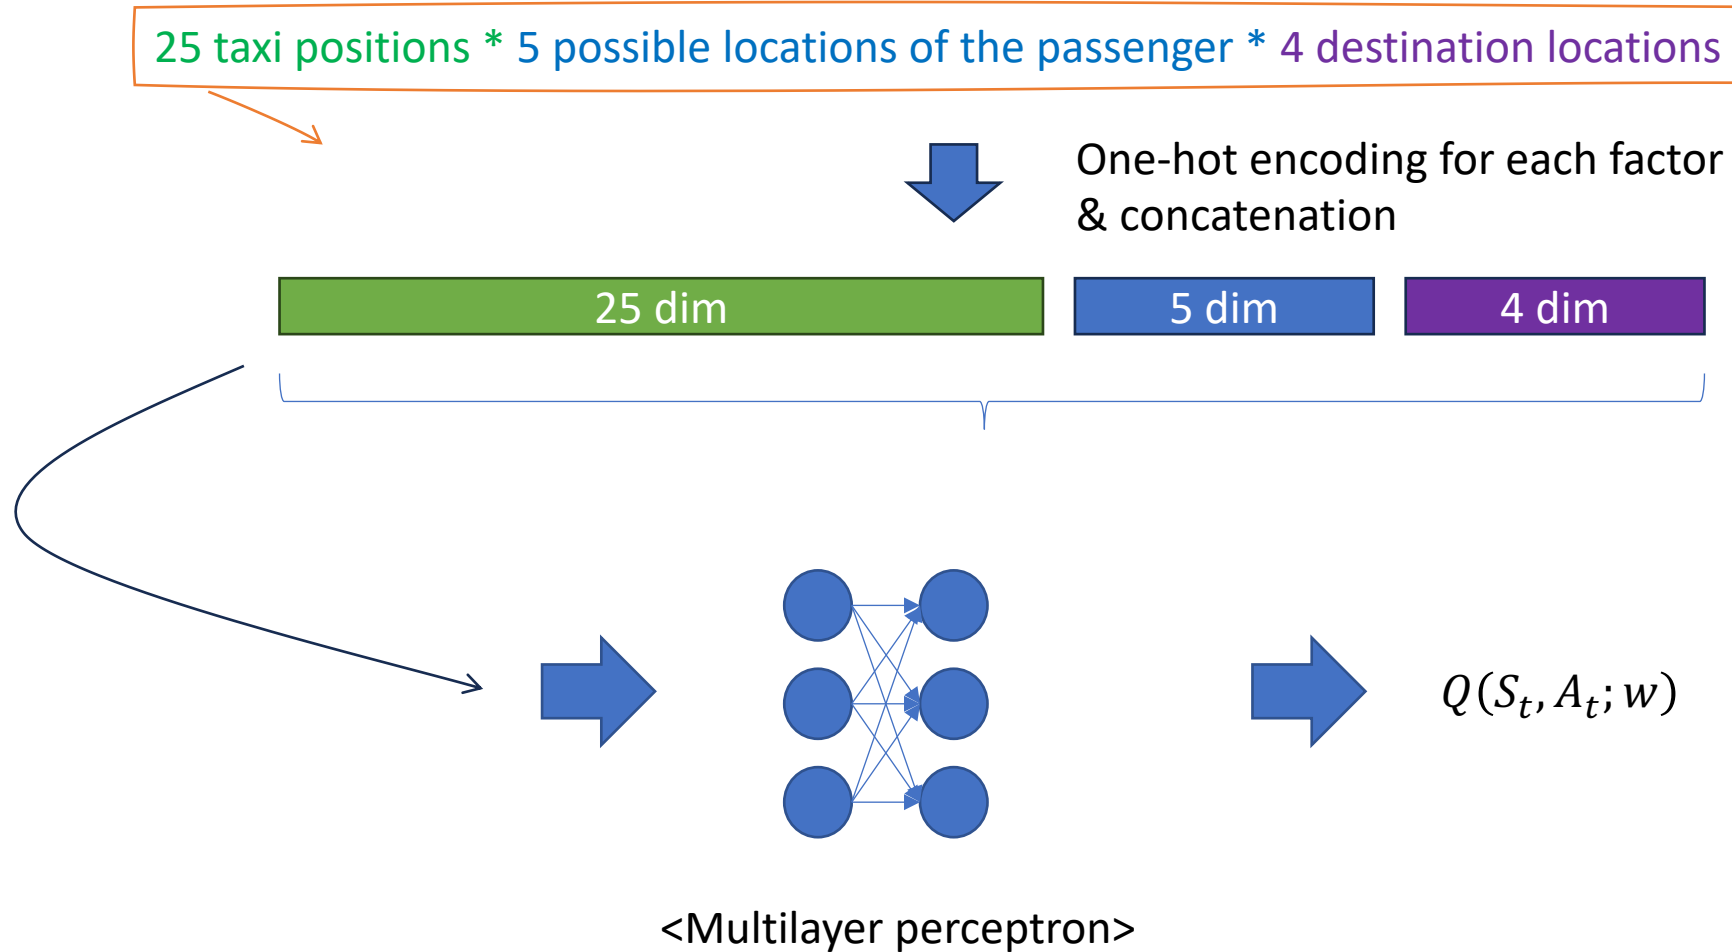 25 taxi positions * 5 possible locations of the passenger * 4 destination locations
One-hot encoding for each factor
& concatenation
25 dim
5 dim
4 dim
Q(Sₜ, Aₜ; w)
<Multilayer perceptron>